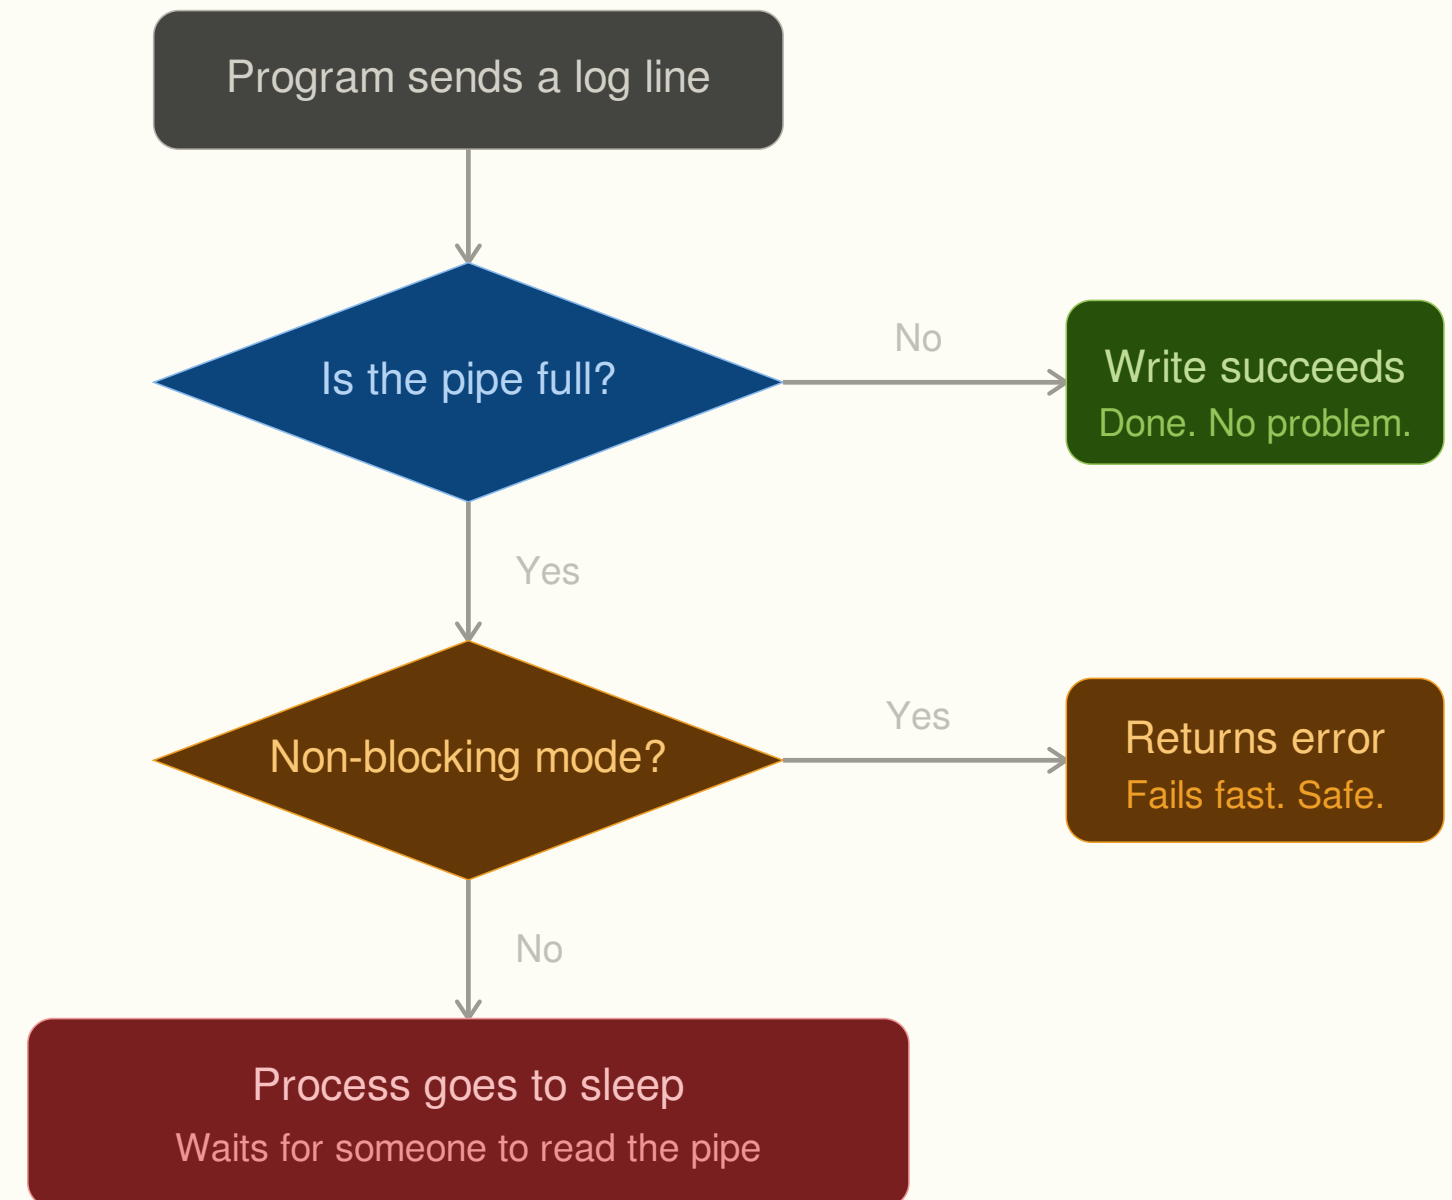 Program sends a log line
Is the pipe full?
No
Write succeeds
Done. No problem.
Yes
Non-blocking mode?
Yes
Returns error
Fails fast. Safe.
No
Process goes to sleep
Waits for someone to read the pipe